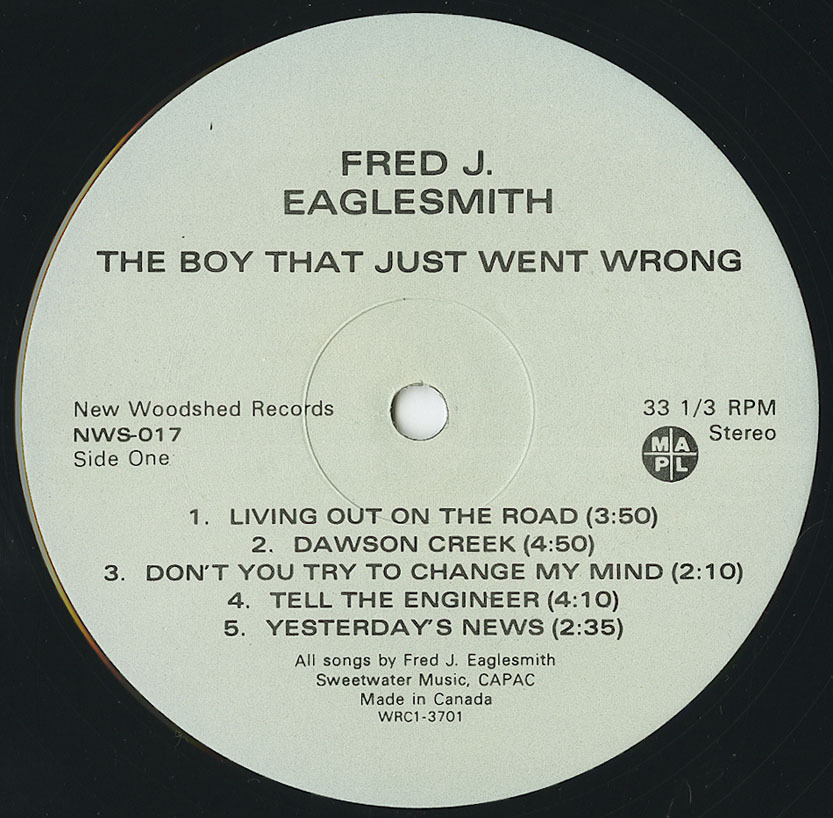 FRED J.
EAGLESMITH
THE BOY THAT JUST WENT WRONG
New Woodshed Records
NWS-017
Side One
33 1/3 RPM
Stereo
M A
P L
1. LIVING OUT ON THE ROAD (3:50)
2. DAWSON CREEK (4:50)
3. DON'T YOU TRY TO CHANGE MY MIND (2:10)
4. TELL THE ENGINEER (4:10)
5. YESTERDAY'S NEWS (2:35)
All songs by Fred J. Eaglesmith
Sweetwater Music, CAPAC
Made in Canada
WRC1-3701